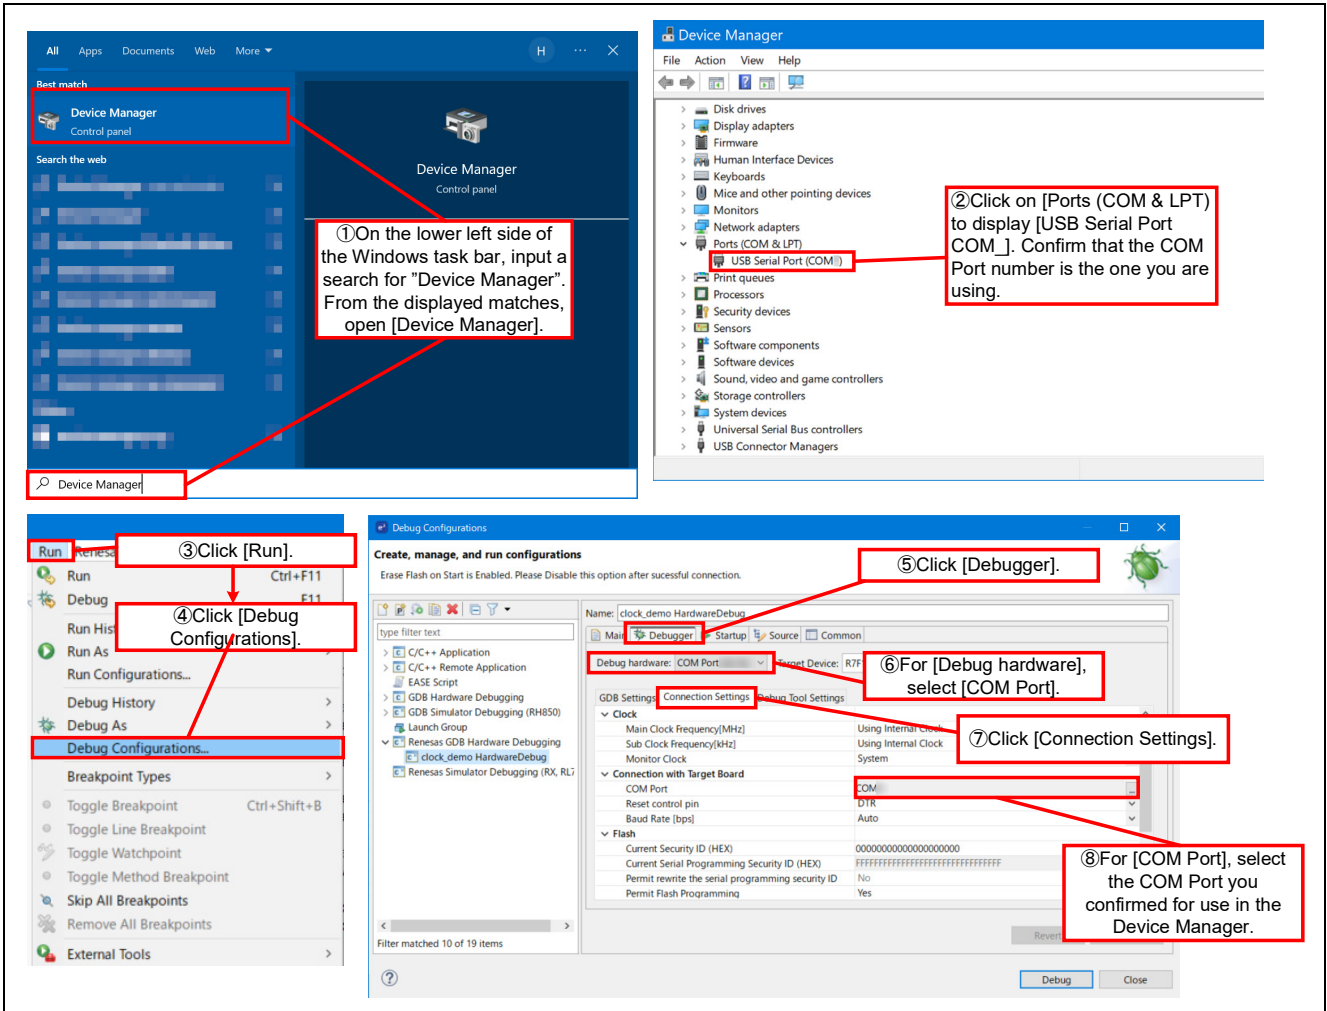 All Apps Documents Web More H ... ×
Best match
Device Manager
Control panel
Search the web
Device Manager
Control panel
①On the lower left side of
the Windows task bar, input a
search for ”Device Manager”.
From the displayed matches,
open [Device Manager].
Device Manager
Device Manager
File Action View Help
Disk drives
Display adapters
Firmware
Human Interface Devices
Keyboards
Mice and other pointing devices
Monitors
Network adapters
Ports (COM & LPT)
USB Serial Port (COM )
Print queues
Processors
Security devices
Sensors
Software components
Software devices
Sound, video and game controllers
Storage controllers
System devices
Universal Serial Bus controllers
USB Connector Managers
②Click on [Ports (COM & LPT)
to display [USB Serial Port
COM_]. Confirm that the COM
Port number is the one you are
using.
Run
③Click [Run].
Run Ctrl+F11
Debug F11
④Click [Debug
Configurations].
Run As
Run Configurations...
Debug History
Debug As
Debug Configurations...
Breakpoint Types
Toggle Breakpoint Ctrl+Shift+B
Toggle Line Breakpoint
Toggle Watchpoint
Toggle Method Breakpoint
Skip All Breakpoints
Remove All Breakpoints
External Tools
Debug Configurations
Create, manage, and run configurations
Erase Flash on Start is Enabled. Please Disable this option after sucessful connection.
⑤Click [Debugger].
type filter text
C/C++ Application
C/C++ Remote Application
EASE Script
GDB Hardware Debugging
GDB Simulator Debugging (RH850)
Launch Group
Renesas GDB Hardware Debugging
clock_demo HardwareDebug
Renesas Simulator Debugging (RX, RL7
Filter matched 10 of 19 items
Name: clock_demo HardwareDebug
Main Debugger Startup Source Common
Debug hardware: COM Port Target Device: R7F
⑥For [Debug hardware],
select [COM Port].
GDB Settings Connection Settings Debug Tool Settings
⑦Click [Connection Settings].
Clock
Main Clock Frequency[MHz] Using Internal Clock
Sub Clock Frequency[kHz] Using Internal Clock
Monitor Clock System
Connection with Target Board
COM Port COM
Reset control pin DTR
Baud Rate [bps] Auto
Flash
Current Security ID (HEX) 00000000000000000000
Current Serial Programming Security ID (HEX) FFFFFFFFFFFFFFFFFFFFFFFFFFFFFFFF
Permit rewrite the serial programming security ID No
Permit Flash Programming Yes
⑧For [COM Port], select
the COM Port you
confirmed for use in the
Device Manager.
Debug Close